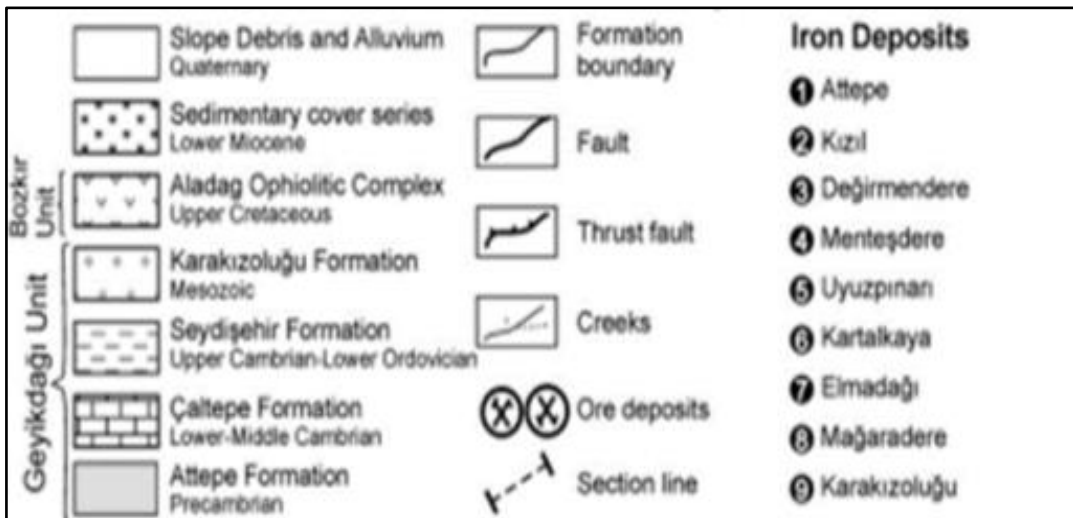 Slope Debris and Alluvium
Quaternary
Sedimentary cover series
Lower Miocene
Bozkır
Unit
Aladag Ophiolitic Complex
Upper Cretaceous
Geyikdağı Unit
Karakızoluğu Formation
Mesozoic
Seydişehir Formation
Upper Cambrian-Lower Ordovician
Çaltepe Formation
Lower-Middle Cambrian
Attepe Formation
Precambrian
Formation
boundary
Fault
Thrust fault
Creeks
Ore deposits
Section line
Iron Deposits
1 Attepe
2 Kızıl
3 Değirmendere
4 Menteşdere
5 Uyuzpınarı
6 Kartalkaya
7 Elmadağı
8 Mağaradere
9 Karakızoluğu